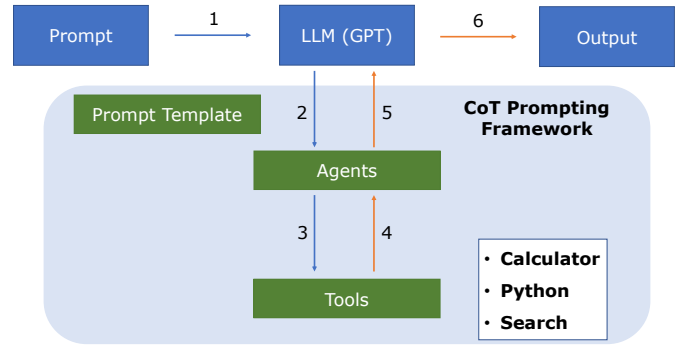 1
6
Prompt
LLM (GPT)
Output
Prompt Template
2
5
CoT Prompting
Framework
Agents
3
4
• Calculator
• Python
• Search
Tools